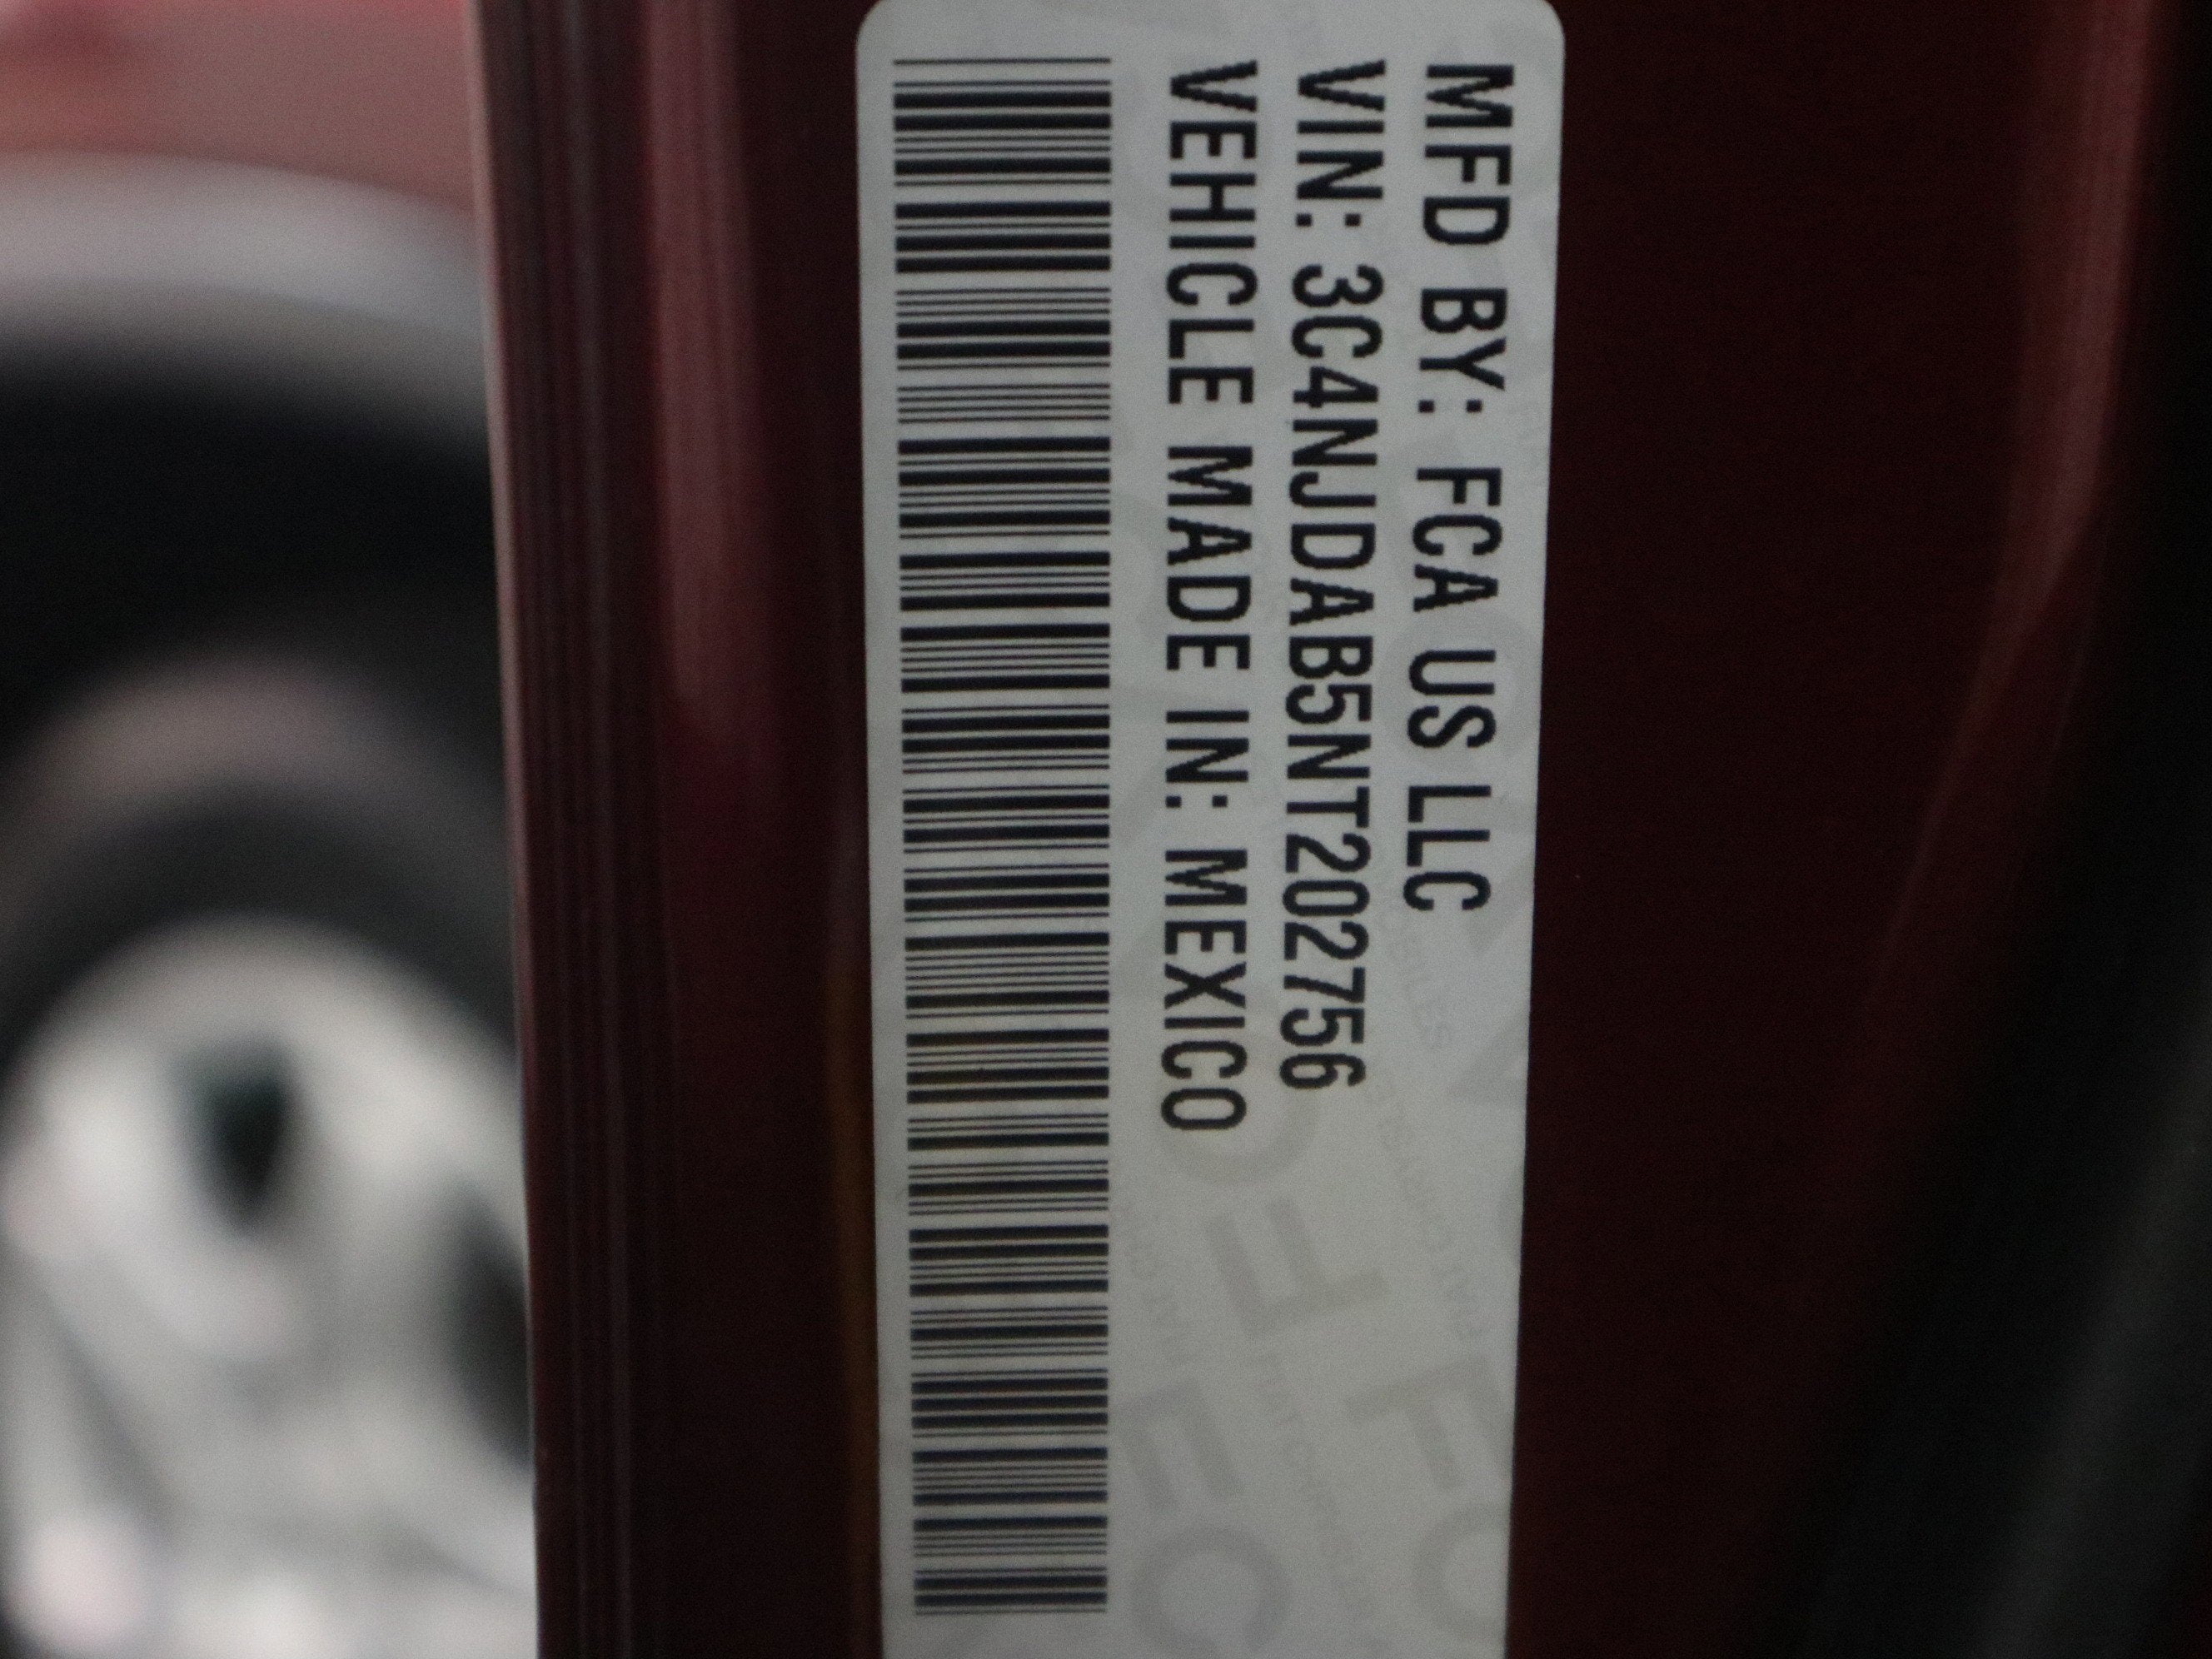 MFD BY: FCA US LLC
VIN: 3C4NJDAB5NT202756
VEHICLE MADE IN: MEXICO